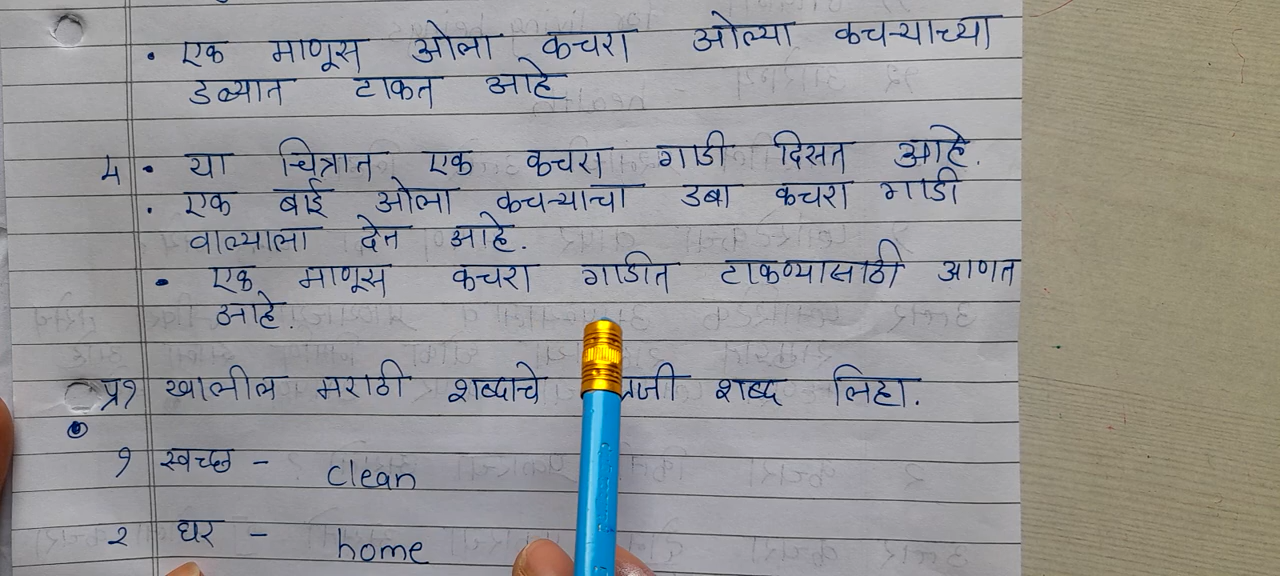 • एक माणूस ओला कचरा ओल्या कचऱ्याच्या
डब्यात टाकत आहे
4 • या चित्रात एक कचरा गाडी दिसत आहे.
• एक बाई ओला कचऱ्याचा डबा कचरा गाडी
वाल्याला देत आहे.
• एक माणूस कचरा गाडीत टाकण्यासाठी आणत
आहे.
प्र१ खालील मराठी शब्दाचे शब्द लिहा.
१ स्वच्छ - clean
२ घर - home